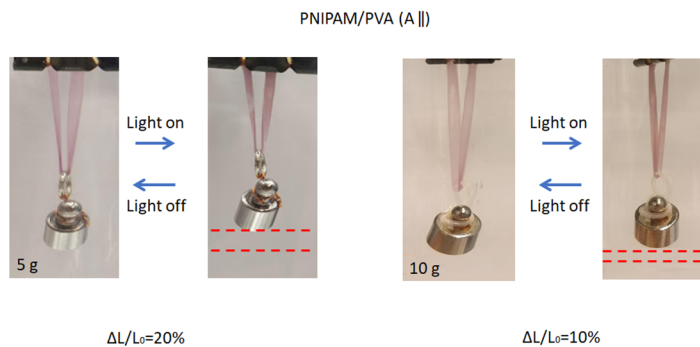 PNIPAM/PVA (A ||)
Light on
Light off
5 g
Light on
Light off
10 g
ΔL/L₀=20%
ΔL/L₀=10%